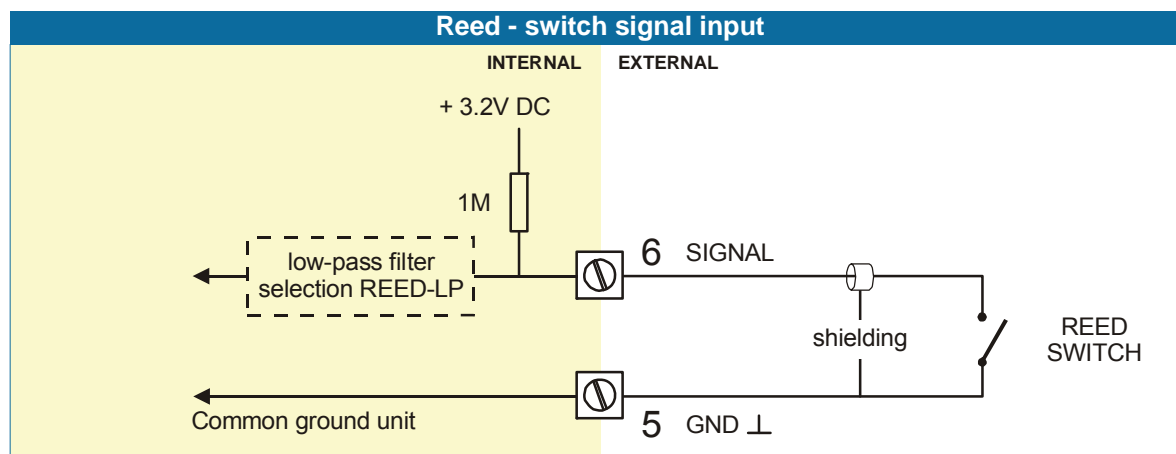 Reed - switch signal input
INTERNAL
EXTERNAL
+ 3.2V DC
1M
low-pass filter
selection REED-LP
6 SIGNAL
shielding
REED
SWITCH
Common ground unit
5 GND ⊥